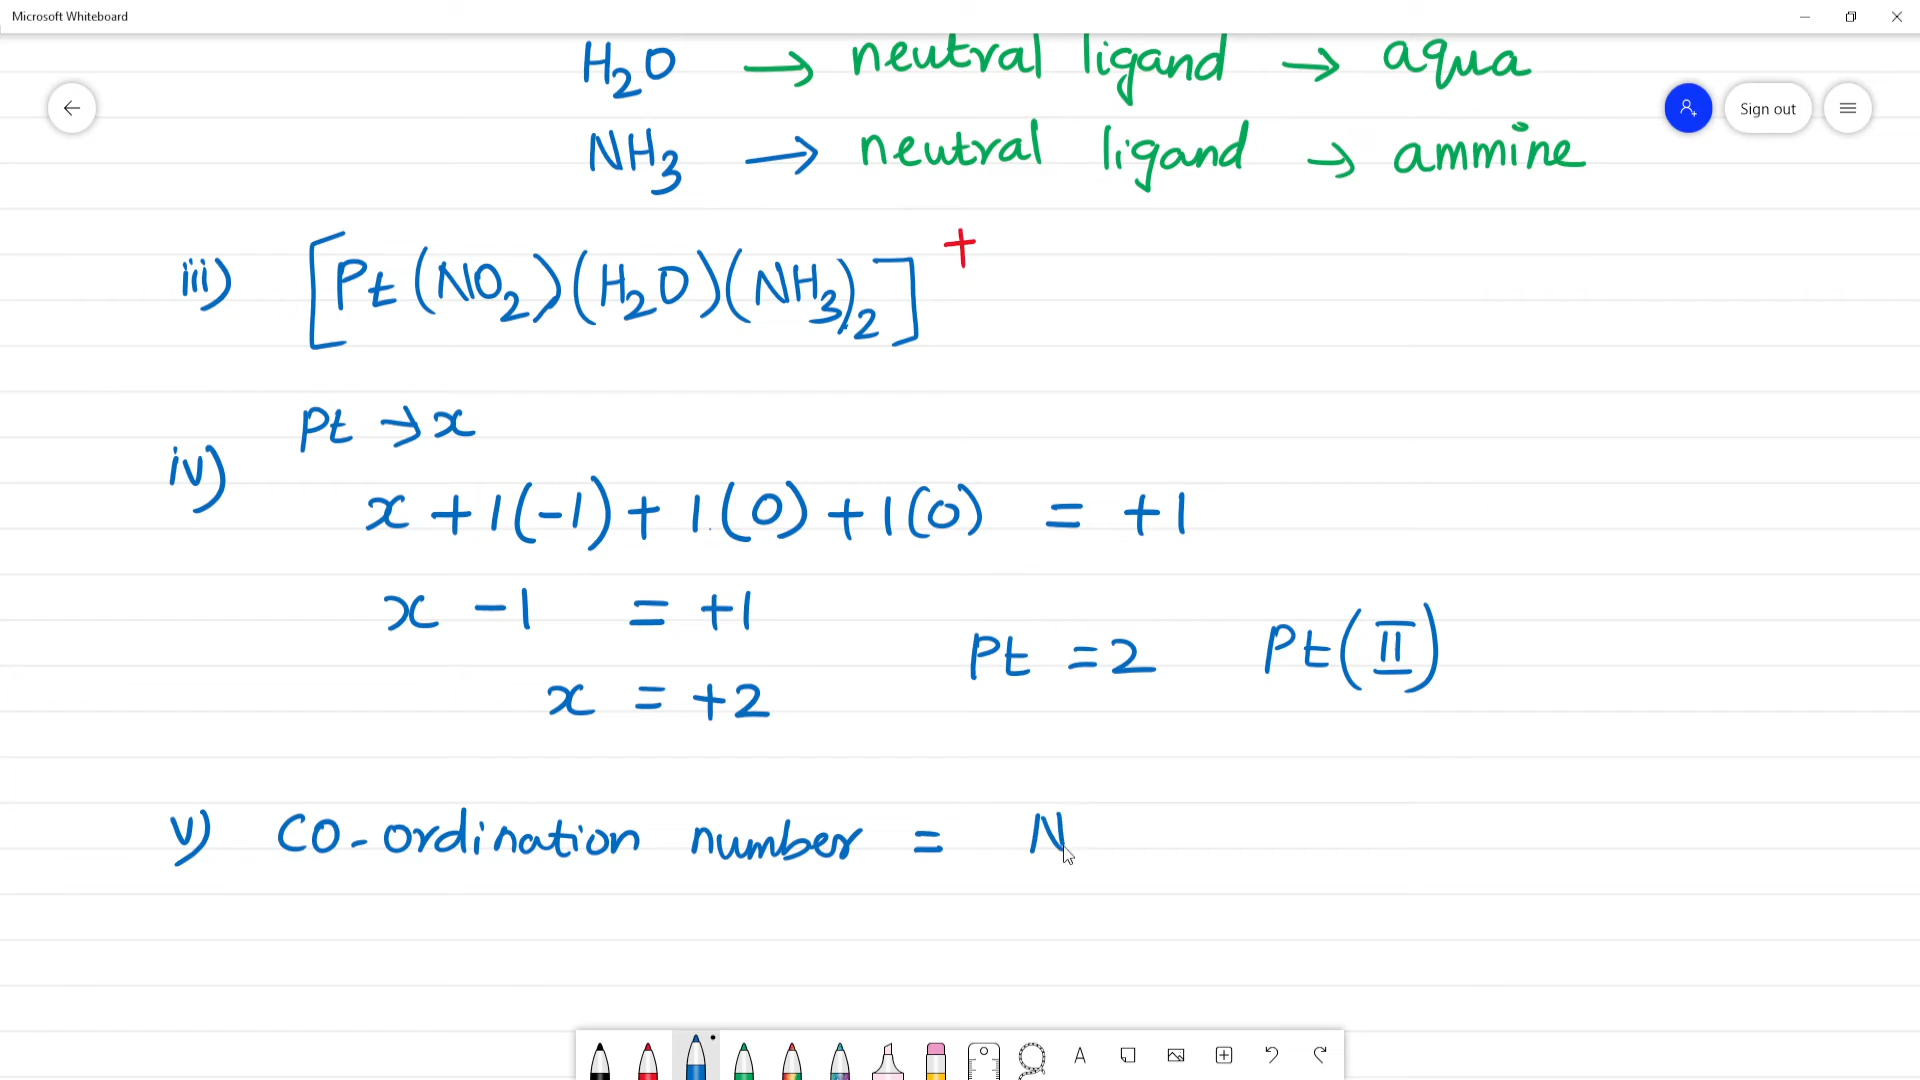 Microsoft Whiteboard
H2O → neutral ligand → aqua
Sign out
NH3 → neutral ligand → ammine
iii) [Pt(NO2)(H2O)(NH3)2]+
Pt → x
iv)
x + 1(-1) + 1(0) + 1(0) = +1
x - 1 = +1
Pt = 2 Pt(II)
x = +2
v) CO-ordination number = N
A